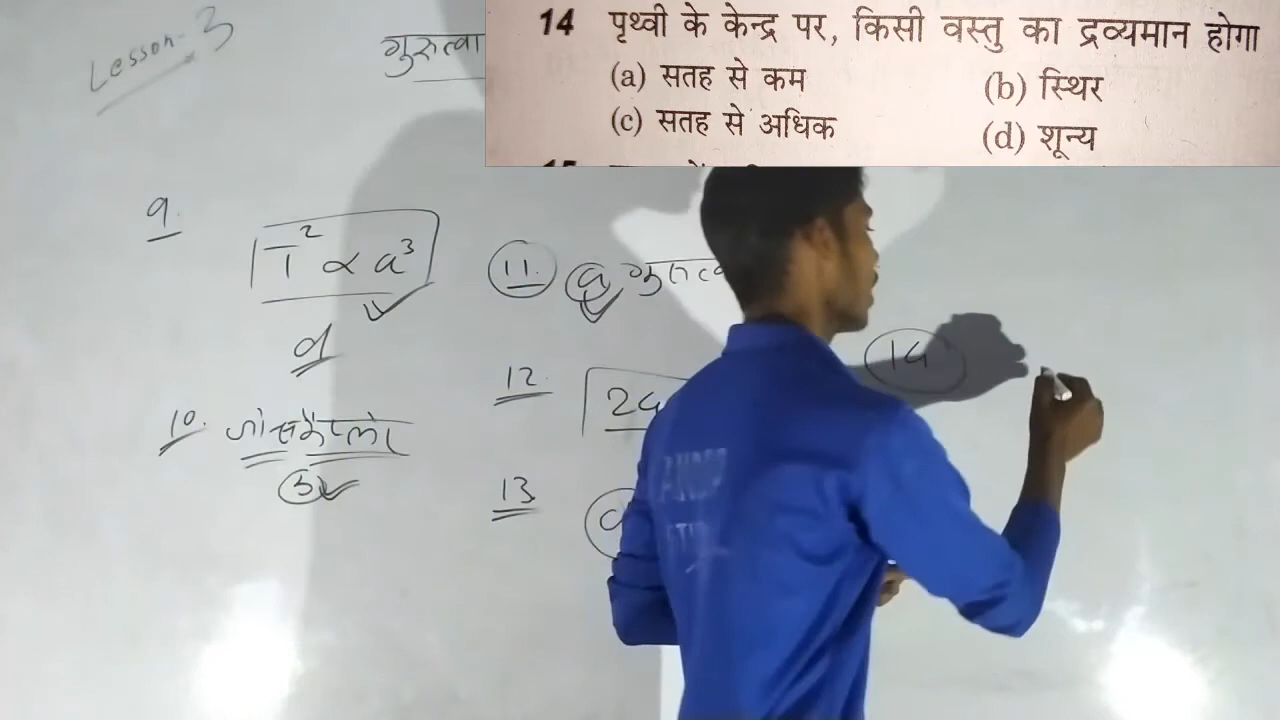 Lesson-3
14 पृथ्वी के केन्द्र पर, किसी वस्तु का द्रव्यमान होगा
(a) सतह से कम (b) स्थिर
(c) सतह से अधिक (d) शून्य
गुरुत्वा
9.
T² ∝ a³
d
10.
11. a गुरुत्व
12.
13
14